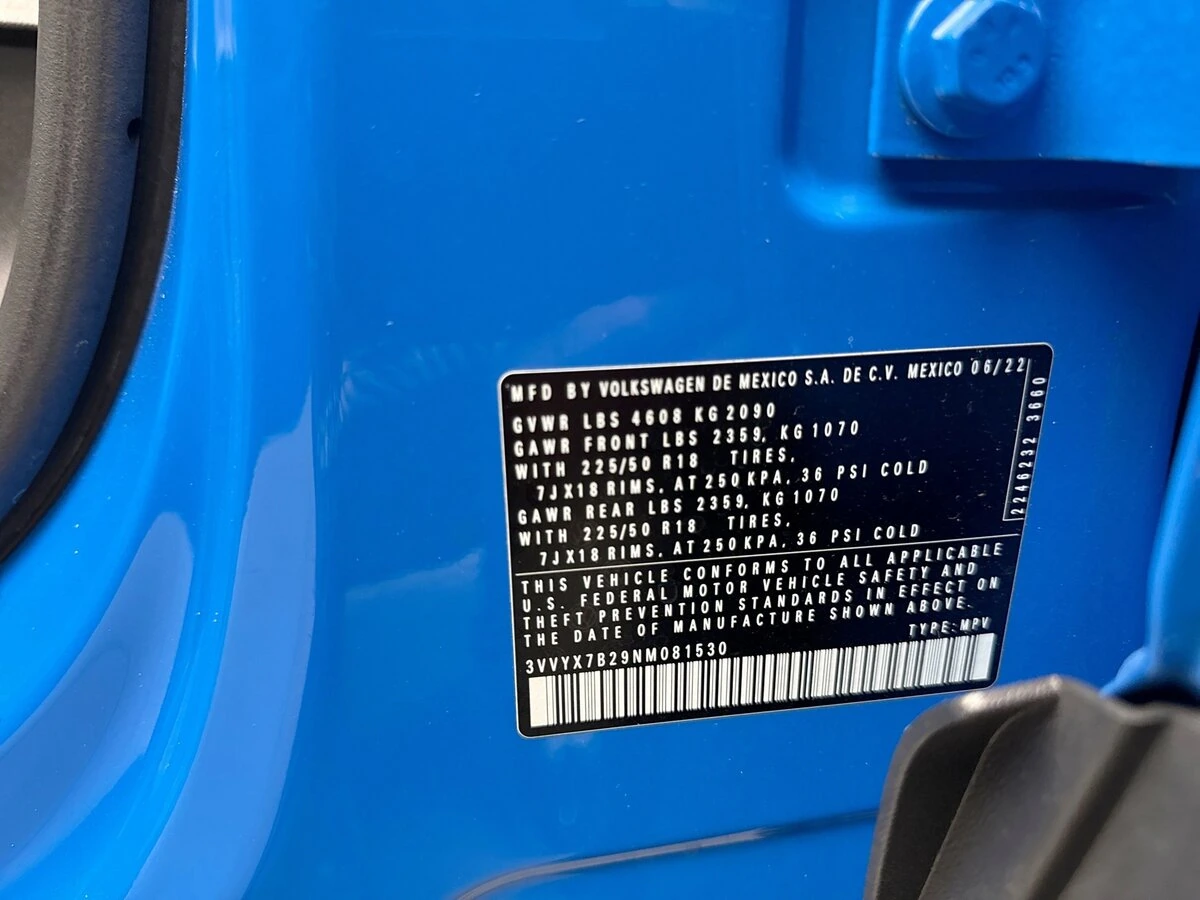 MFD BY VOLKSWAGEN DE MEXICO S.A. DE C.V. MEXICO 06/22
GVWR LBS 4608 KG 2090
GAWR FRONT LBS 2359, KG 1070
WITH 225/50 R18 TIRES,
7JX18 RIMS, AT 250 KPA, 36 PSI COLD
GAWR REAR LBS 2359, KG 1070
WITH 225/50 R18 TIRES,
7JX18 RIMS, AT 250 KPA, 36 PSI COLD
2246232 3660
THIS VEHICLE CONFORMS TO ALL APPLICABLE
U.S. FEDERAL MOTOR VEHICLE SAFETY AND
THEFT PREVENTION STANDARDS IN EFFECT ON
THE DATE OF MANUFACTURE SHOWN ABOVE.
TYPE:MPV
3VVYX7B29NM081530